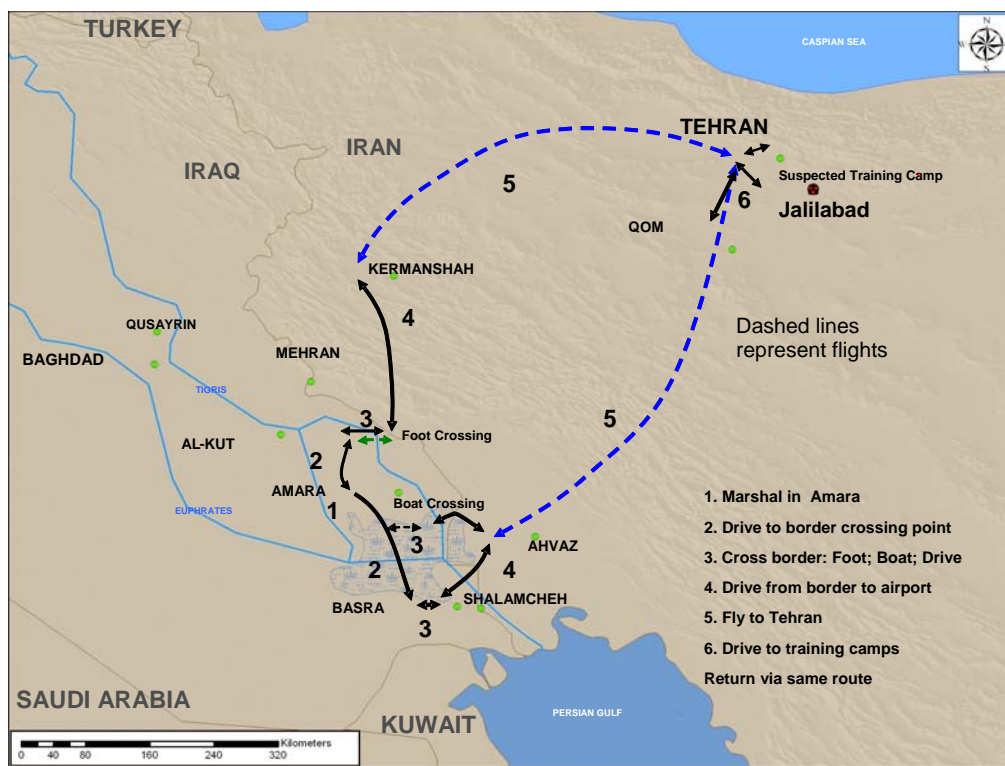 TURKEY
CASPIAN SEA
N
W
S
TEHRAN
IRAN
IRAQ
5
Suspected Training Camp
6
Jalilabad
QOM
KERMANSHAH
4
QUSAYRIN
Dashed lines
represent flights
BAGHDAD
MEHRAN
TIGRIS
3
5
AL-KUT
Foot Crossing
2
AMARA
1. Marshal in Amara
1
Boat Crossing
EUPHRATES
2. Drive to border crossing point
3
AHVAZ
3. Cross border: Foot; Boat; Drive
2
4
4. Drive from border to airport
BASRA
SHALAMCHEH
5. Fly to Tehran
3
6. Drive to training camps
Return via same route
SAUDI ARABIA
KUWAIT
PERSIAN GULF
Kilometers
0 40 80 160 240 320